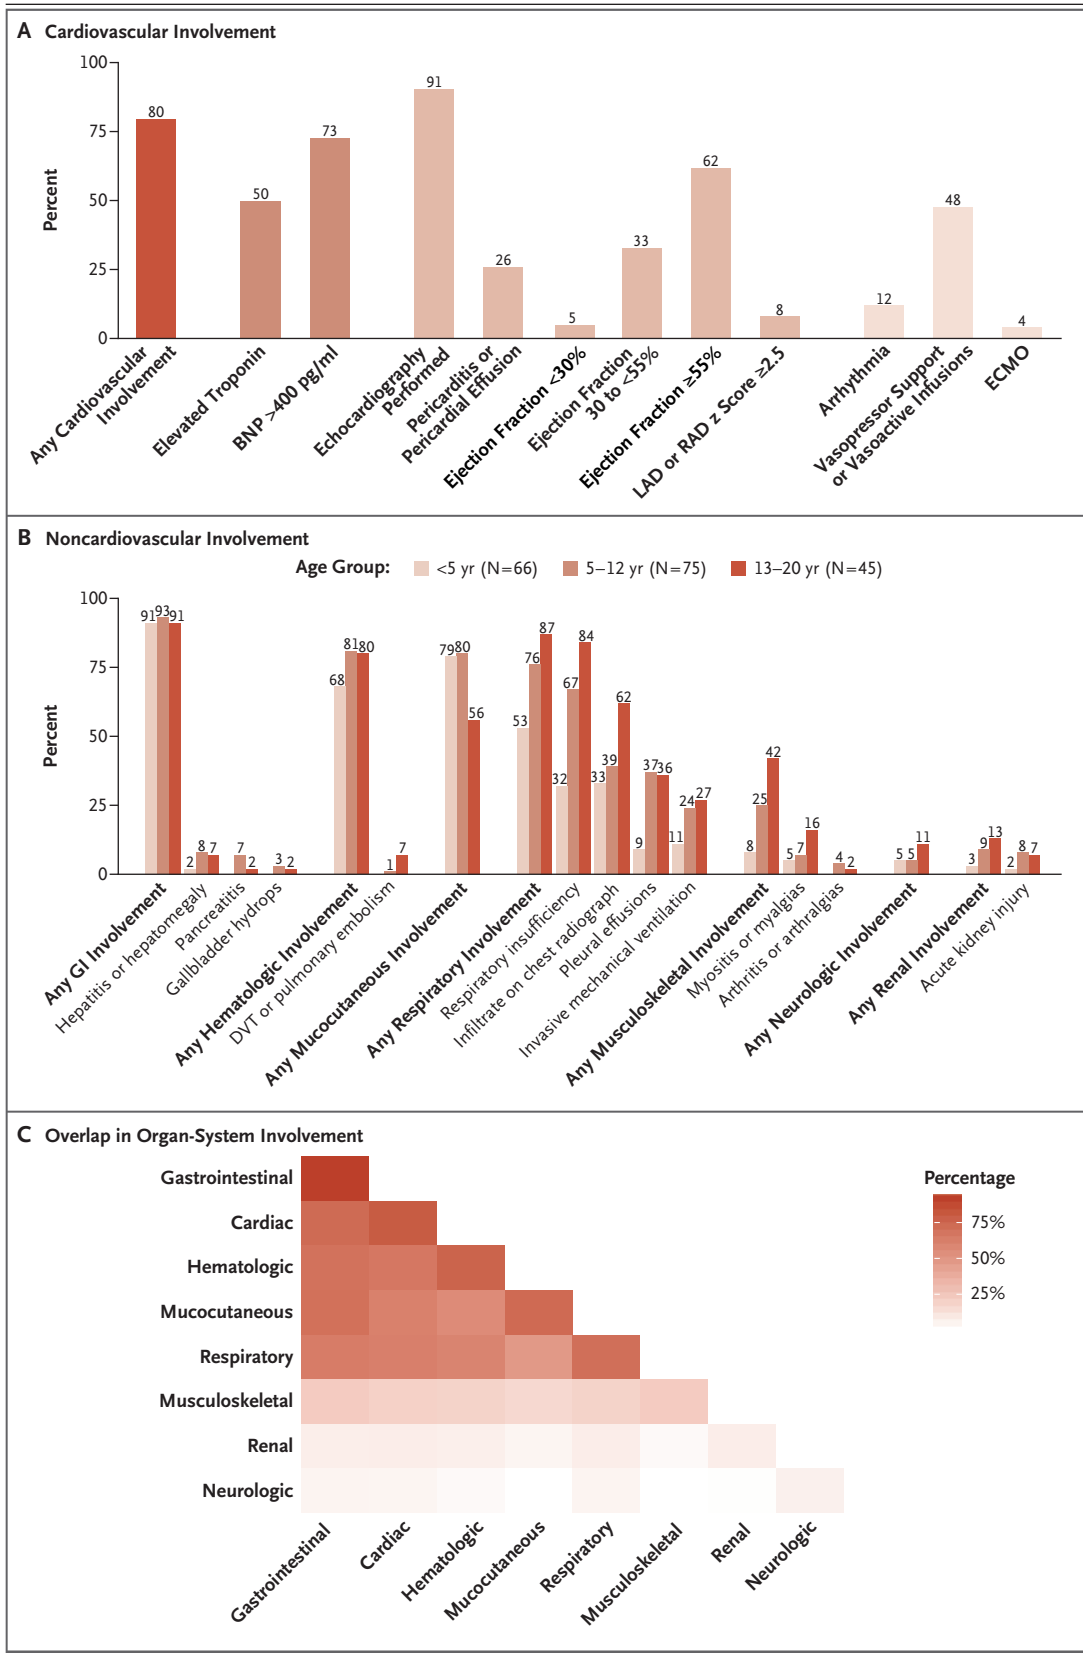 A Cardiovascular Involvement
100
75
50
25
0
Percent
80
50
73
91
26
5
33
62
8
12
48
4
Any Cardiovascular
Involvement
Elevated Troponin
BNP >400 pg/ml
Echocardiography
Performed
Pericarditis or
Pericardial Effusion
Ejection Fraction <30%
Ejection Fraction
30 to <55%
Ejection Fraction ≥55%
LAD or RAD z Score ≥2.5
Arrhythmia
Vasopressor Support
or Vasoactive Infusions
ECMO
B Noncardiovascular Involvement
Age Group: <5 yr (N=66) 5–12 yr (N=75) 13–20 yr (N=45)
100
75
50
25
0
Percent
91 93 91
2 8 7
7 2
3 2
68 81 80
1 7
79 80 56
53 76 87
32 67 84
33 39 62
9 37 36
11 24 27
8 25 42
5 7 16
4 2
5 5 11
3 9 13
2 8 7
Any GI Involvement
Hepatitis or hepatomegaly
Pancreatitis
Gallbladder hydrops
Any Hematologic Involvement
DVT or pulmonary embolism
Any Mucocutaneous Involvement
Any Respiratory Involvement
Respiratory insufficiency
Infiltrate on chest radiograph
Pleural effusions
Invasive mechanical ventilation
Any Musculoskeletal Involvement
Myositis or myalgias
Arthritis or arthralgias
Any Neurologic Involvement
Any Renal Involvement
Acute kidney injury
C Overlap in Organ-System Involvement
Gastrointestinal
Cardiac
Hematologic
Mucocutaneous
Respiratory
Musculoskeletal
Renal
Neurologic
Percentage
75%
50%
25%
Gastrointestinal
Cardiac
Hematologic
Mucocutaneous
Respiratory
Musculoskeletal
Renal
Neurologic